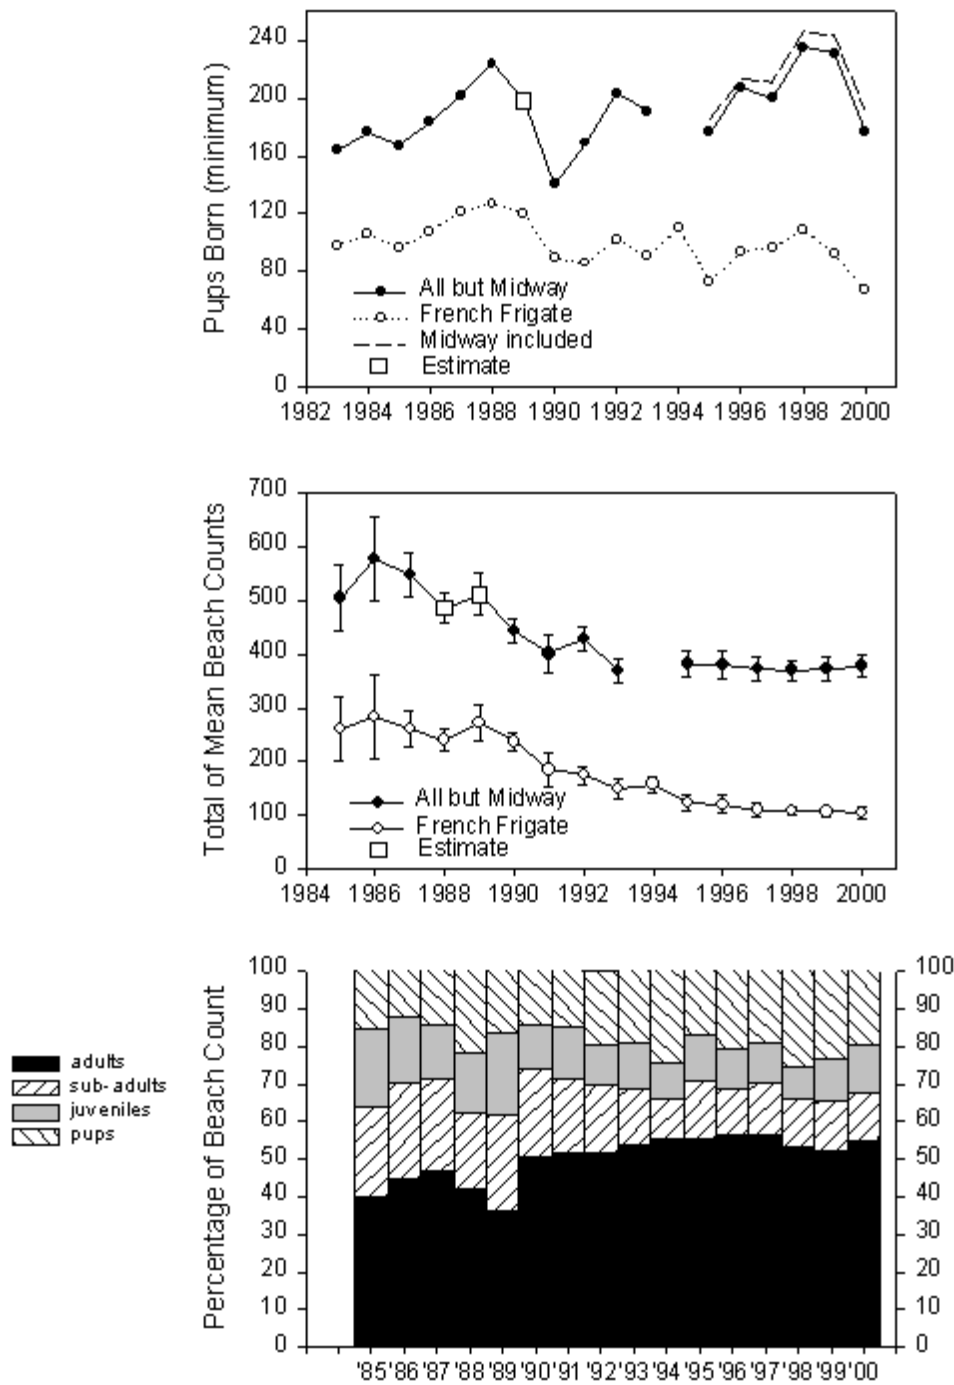 Pups Born (minimum)
240
200
160
120
80
40
0
All but Midway
French Frigate
Midway included
Estimate
1982 1984 1986 1988 1990 1992 1994 1996 1998 2000
Total of Mean Beach Counts
700
600
500
400
300
200
100
0
All but Midway
French Frigate
Estimate
1984 1986 1988 1990 1992 1994 1996 1998 2000
Percentage of Beach Count
100 100
90 90
80 80
70 70
60 60
50 50
40 40
30 30
20 20
10 10
0 0
adults
sub-adults
juveniles
pups
'85 '86 '87 '88 '89 '90 '91 '92 '93 '94 '95 '96 '97 '98 '99 '00